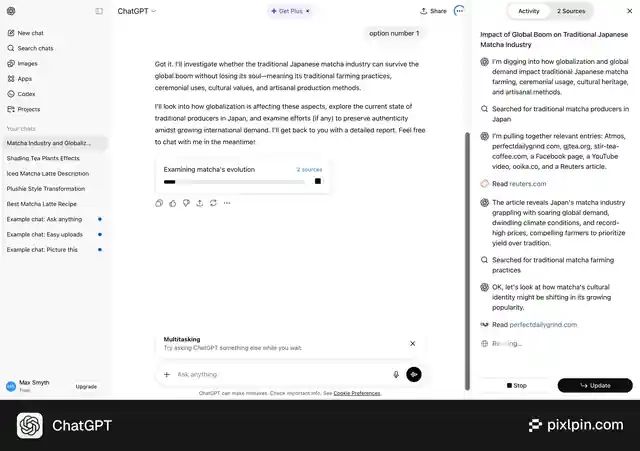 ChatGPT
Get Plus
Share
Activity
2 Sources
New chat
Search chats
Images
Apps
Codex
Projects
Your chats
Matcha Industry and Globaliz...
Shading Tea Plants Effects
Iced Matcha Latte Description
Plushie Style Transformation
Best Matcha Latte Recipe
Example chat: Ask anything
Example chat: Easy uploads
Example chat: Picture this
Max Smyth
Free
Upgrade
option number 1
Got it. I'll investigate whether the traditional Japanese matcha industry can survive the
global boom without losing its soul—meaning its traditional farming practices,
ceremonial uses, cultural values, and artisanal production methods.
I'll look into how globalization is affecting these aspects, explore the current state of
traditional producers in Japan, and examine efforts (if any) to preserve authenticity
amidst growing international demand. I'll get back to you with a detailed report. Feel free
to chat with me in the meantime!
Examining matcha's evolution
2 sources
Multitasking
Try asking ChatGPT something else while you wait.
Ask anything
ChatGPT can make mistakes. Check important info. See Cookie Preferences.
Impact of Global Boom on Traditional Japanese
Matcha Industry
I'm digging into how globalization and global
demand impact traditional Japanese matcha
farming, ceremonial usage, cultural heritage,
and artisanal methods.
Searched for traditional matcha producers in
Japan
I'm pulling together relevant entries: Atmos,
perfectdailygrind.com, gjtea.org, stir-tea-
coffee.com, a Facebook page, a YouTube
video, ooika.co, and a Reuters article.
Read reuters.com
The article reveals Japan's matcha industry
grappling with soaring global demand,
dwindling climate conditions, and record-
high prices, compelling farmers to prioritize
yield over tradition.
Searched for traditional matcha farming
practices
OK, let's look at how matcha's cultural
identity might be shifting in its growing
popularity.
Read perfectdailygrind.com
Stop
Update
ChatGPT
pixlpin.com